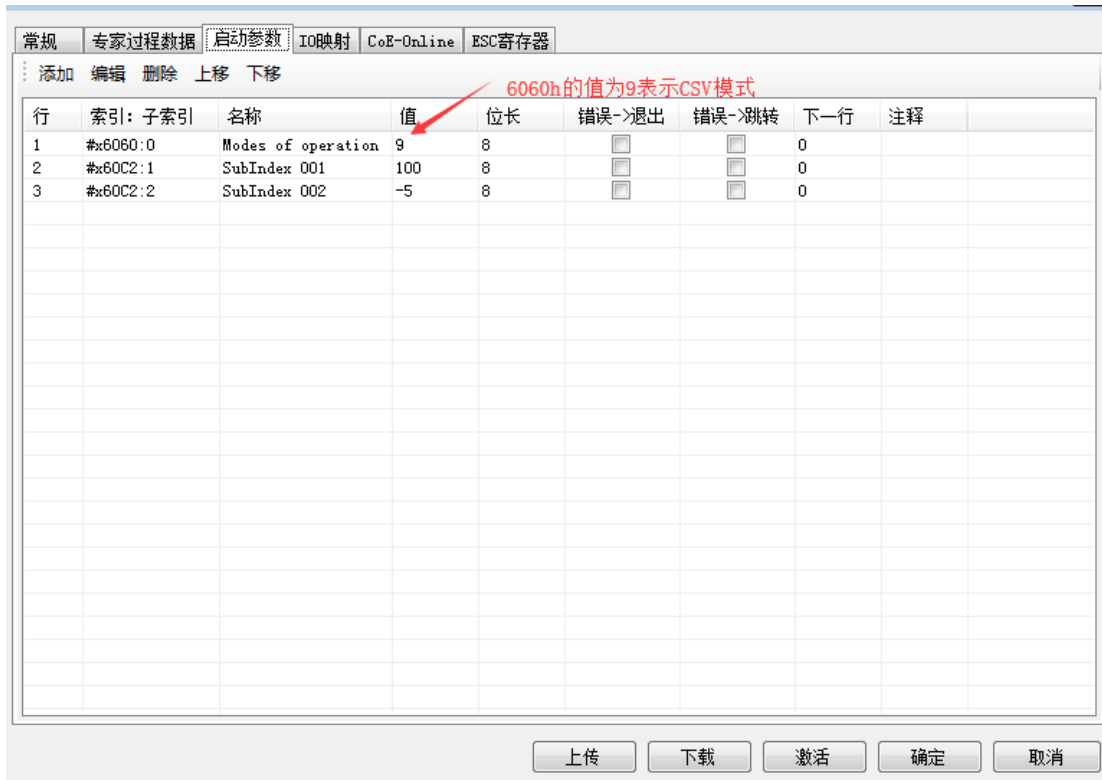 常规 专家过程数据 启动参数 IO映射 CoE-Online ESC寄存器
添加 编辑 删除 上移 下移
6060h的值为9表示CSV模式
行 索引: 子索引 名称 值 位长 错误->退出 错误->跳转 下一行 注释
1 #x6060:0 Modes of operation 9 8 0
2 #x60C2:1 SubIndex 001 100 8 0
3 #x60C2:2 SubIndex 002 -5 8 0
上传 下载 激活 确定 取消